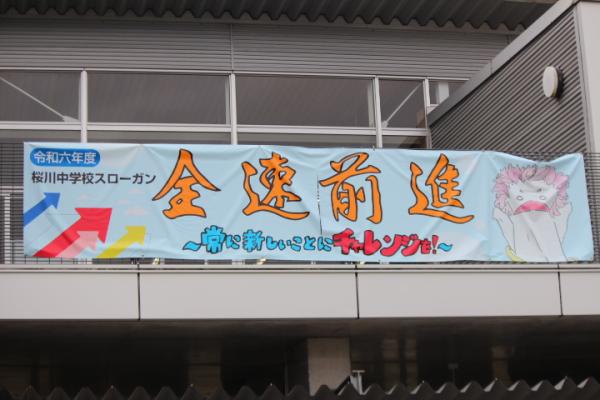 令和六年度
桜川中学校スローガン
全速前進
～常に新しいことにチャレンジを!～